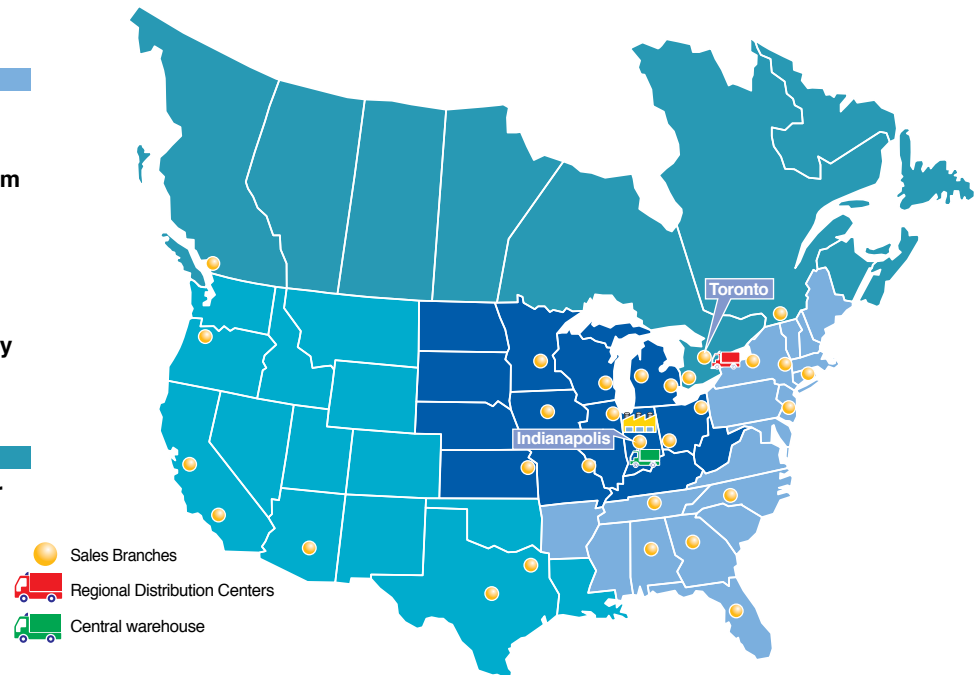 m
y
r
Toronto
Indianapolis
Sales Branches
Regional Distribution Centers
Central warehouse